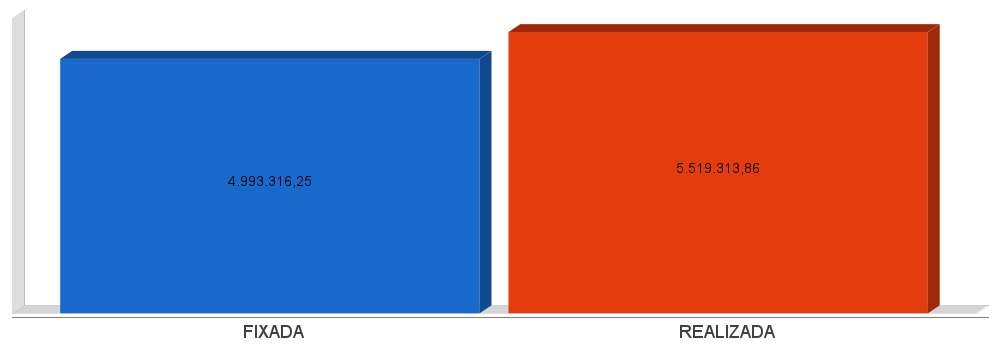 5.519.313,86
4.993.316,25
FIXADA
REALIZADA